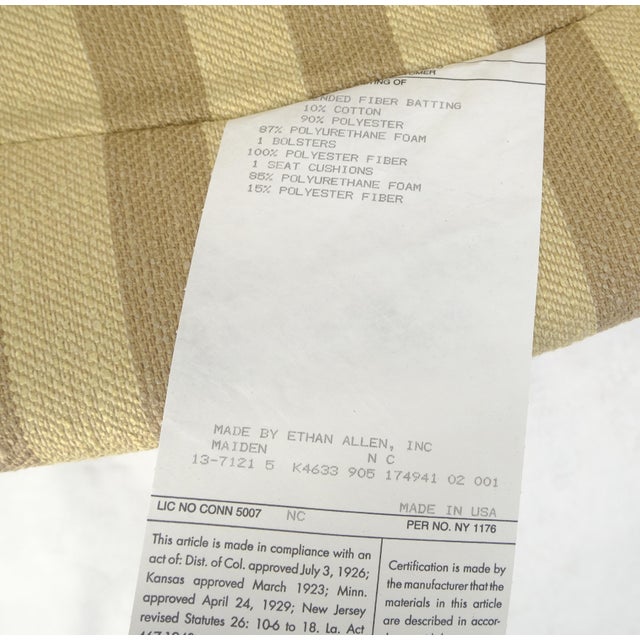 OMER
ING OF
NDED FIBER BATTING
10% COTTON
90% POLYESTER
87% POLYURETHANE FOAM
1 BOLSTERS
100% POLYESTER FIBER
1 SEAT CUSHIONS
85% POLYURETHANE FOAM
15% POLYESTER FIBER
MADE BY ETHAN ALLEN, INC
MAIDEN N C
13-7121 5 K4633 905 174941 02 001
MADE IN USA
LIC NO CONN 5007 NC PER NO. NY 1176
This article is made in compliance with an
act of: Dist. of Col. approved July 3, 1926;
Kansas approved March 1923; Minn.
approved April 24, 1929; New Jersey
revised Statutes 26: 10-6 to 18. La. Act
Certification is made by
the manufacturer that the
materials in this article
are described in accor-